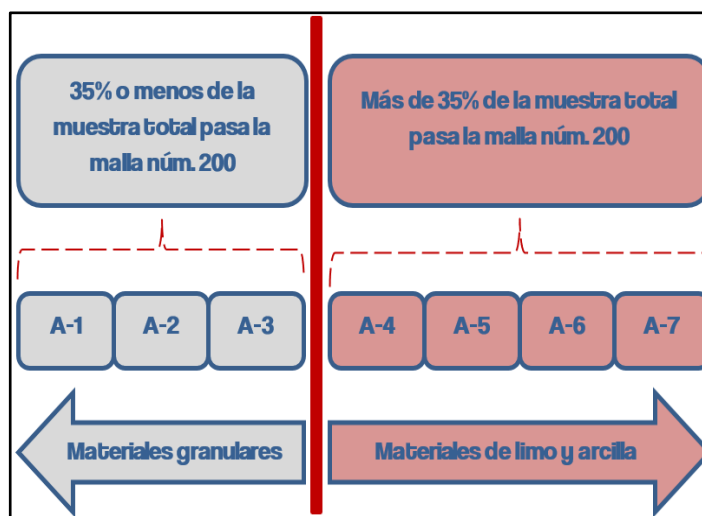 35% o menos de la
muestra total pasa la
malla núm. 200
Más de 35% de la muestra total
pasa la malla núm. 200
A-1
A-2
A-3
A-4
A-5
A-6
A-7
Materiales granulares
Materiales de limo y arcilla